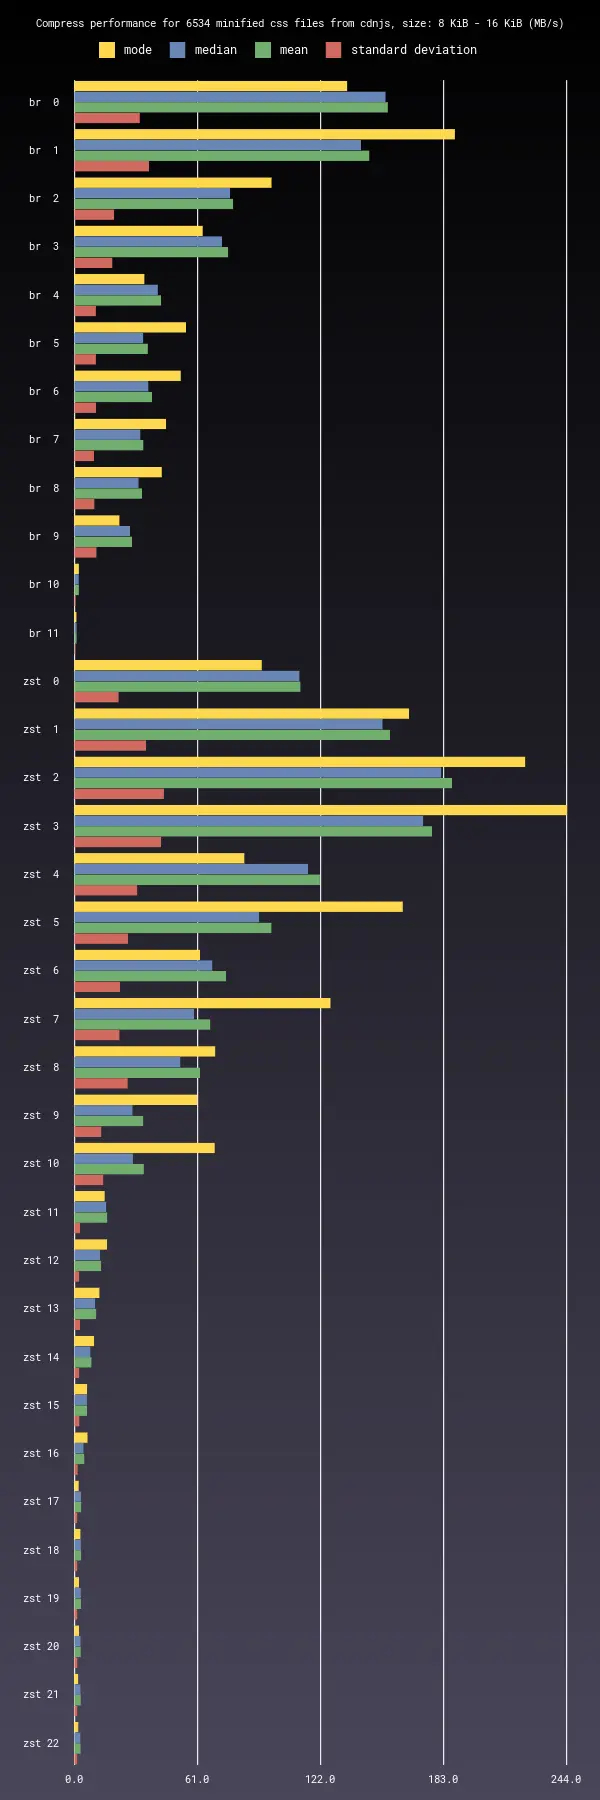 Compress performance for 6534 minified css files from cdnjs, size: 8 KiB - 16 KiB (MB/s)
mode median mean standard deviation
br 0
br 1
br 2
br 3
br 4
br 5
br 6
br 7
br 8
br 9
br 10
br 11
zst 0
zst 1
zst 2
zst 3
zst 4
zst 5
zst 6
zst 7
zst 8
zst 9
zst 10
zst 11
zst 12
zst 13
zst 14
zst 15
zst 16
zst 17
zst 18
zst 19
zst 20
zst 21
zst 22
0.0 61.0 122.0 183.0 244.0